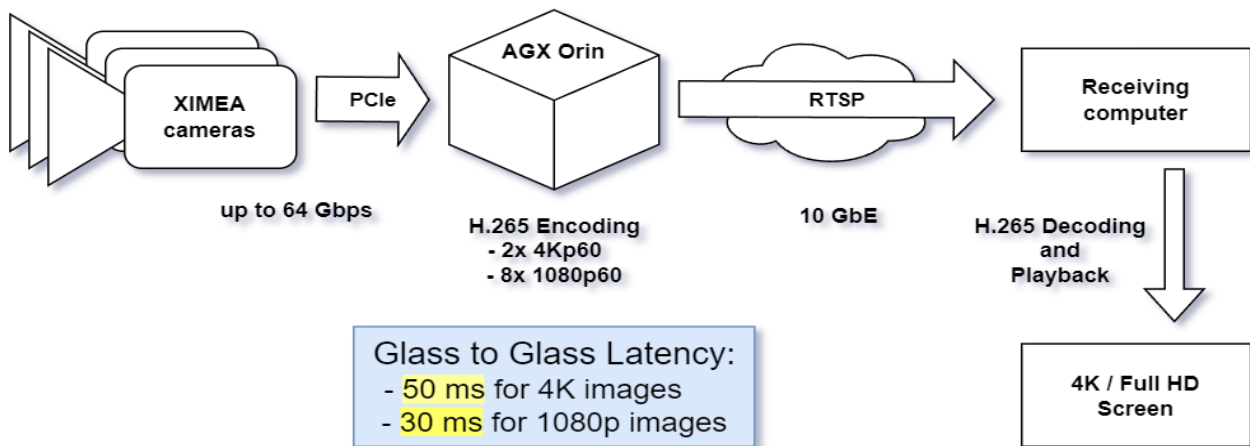 XIMEA
cameras
PCIe
AGX Orin
RTSP
Receiving
computer
up to 64 Gbps
H.265 Encoding
- 2x 4Kp60
- 8x 1080p60
10 GbE
H.265 Decoding
and
Playback
Glass to Glass Latency:
- 50 ms for 4K images
- 30 ms for 1080p images
4K / Full HD
Screen